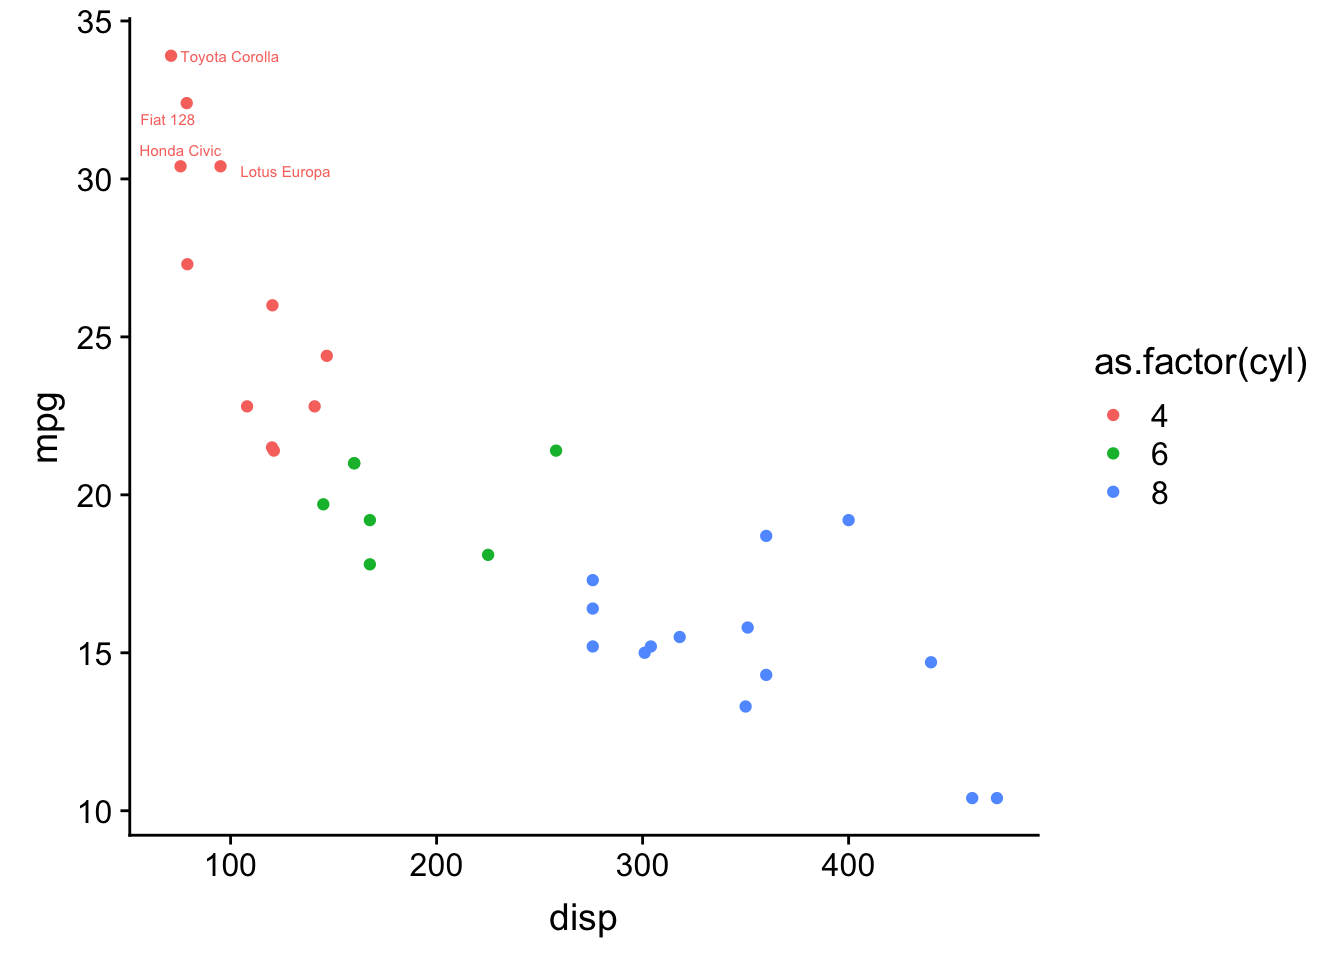 35
Toyota Corolla
Fiat 128
Honda Civic
Lotus Europa
30
25
20
15
10
mpg
100 200 300 400
disp
as.factor(cyl)
4
6
8